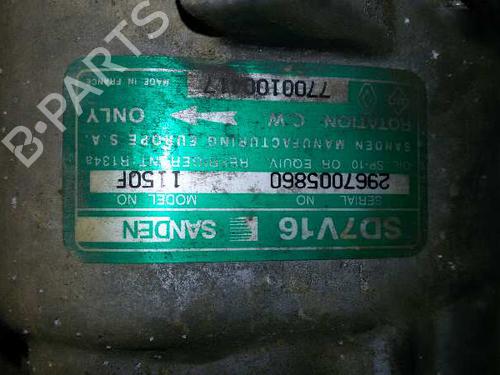 SD7V16 SANDEN
SERIAL NO MODEL NO
2967005860 1150F
OIL SP-10 OR EQUIV. REFRIGERANT R134a
SANDEN MANUFACTURING EUROPE S.A.
ROTATION C.W. ONLY
MADE IN FRANCE
B-PARTS